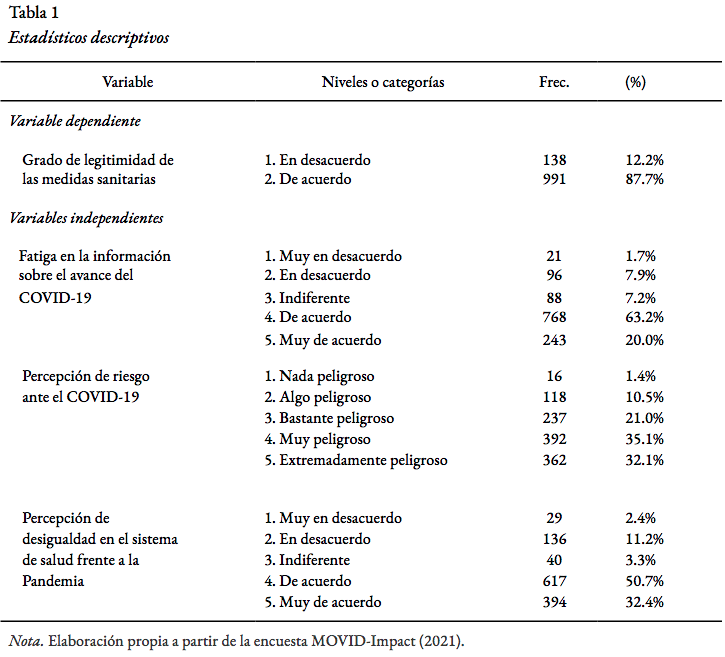 Tabla 1
Estadísticos descriptivos
Variable Niveles o categorías Frec. (%)
Variable dependiente
Grado de legitimidad de 1. En desacuerdo 138 12.2%
las medidas sanitarias 2. De acuerdo 991 87.7%
Variables independientes
Fatiga en la información 1. Muy en desacuerdo 21 1.7%
sobre el avance del 2. En desacuerdo 96 7.9%
COVID-19 3. Indiferente 88 7.2%
4. De acuerdo 768 63.2%
5. Muy de acuerdo 243 20.0%
Percepción de riesgo 1. Nada peligroso 16 1.4%
ante el COVID-19 2. Algo peligroso 118 10.5%
3. Bastante peligroso 237 21.0%
4. Muy peligroso 392 35.1%
5. Extremadamente peligroso 362 32.1%
Percepción de 1. Muy en desacuerdo 29 2.4%
desigualdad en el sistema 2. En desacuerdo 136 11.2%
de salud frente a la 3. Indiferente 40 3.3%
Pandemia 4. De acuerdo 617 50.7%
5. Muy de acuerdo 394 32.4%
Nota. Elaboración propia a partir de la encuesta MOVID-Impact (2021).